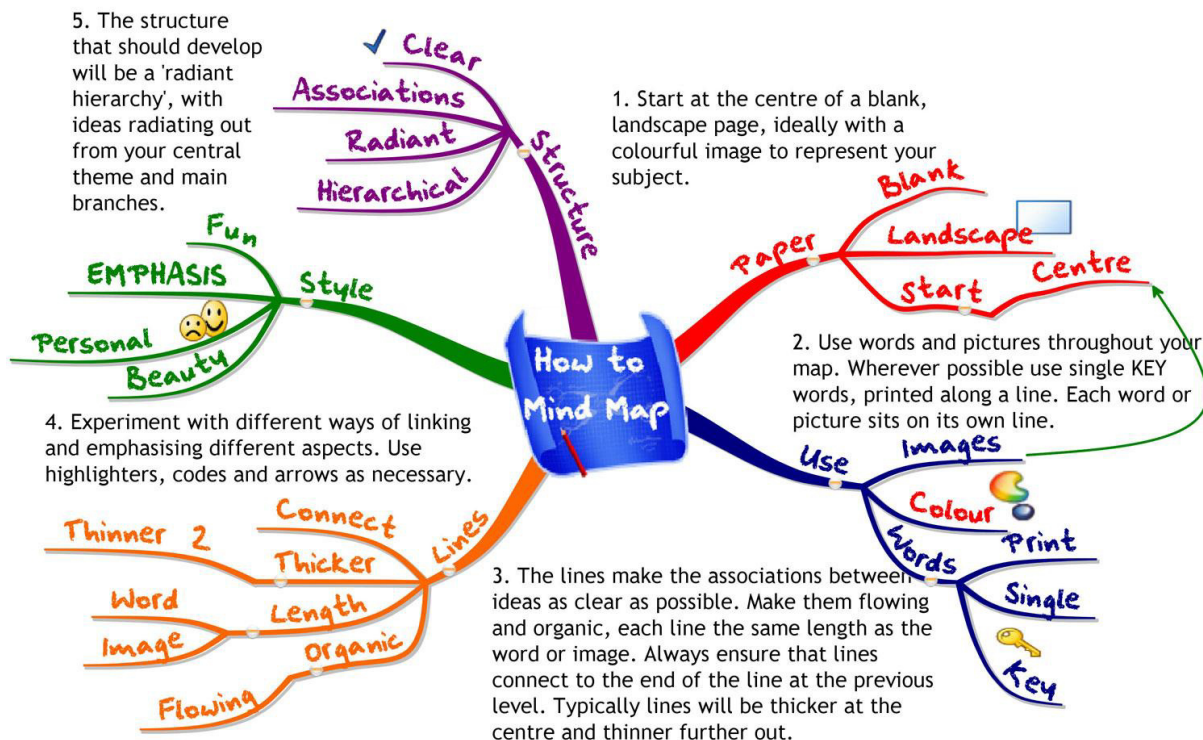 How to
Mind Map
1. Start at the centre of a blank,
landscape page, ideally with a
colourful image to represent your
subject.
Paper
Blank
Landscape
Start
Centre
2. Use words and pictures throughout your
map. Wherever possible use single KEY
words, printed along a line. Each word or
picture sits on its own line.
Use
Images
Colour
Words
Print
Single
Key
3. The lines make the associations between
ideas as clear as possible. Make them flowing
and organic, each line the same length as the
word or image. Always ensure that lines
connect to the end of the line at the previous
level. Typically lines will be thicker at the
centre and thinner further out.
Lines
Connect
Thicker
Thinner 2
Length
Word
Image
Organic
Flowing
4. Experiment with different ways of linking
and emphasising different aspects. Use
highlighters, codes and arrows as necessary.
Style
Fun
EMPHASIS
Personal
Beauty
5. The structure
that should develop
will be a 'radiant
hierarchy', with
ideas radiating out
from your central
theme and main
branches.
Structure
Clear
Associations
Radiant
Hierarchical